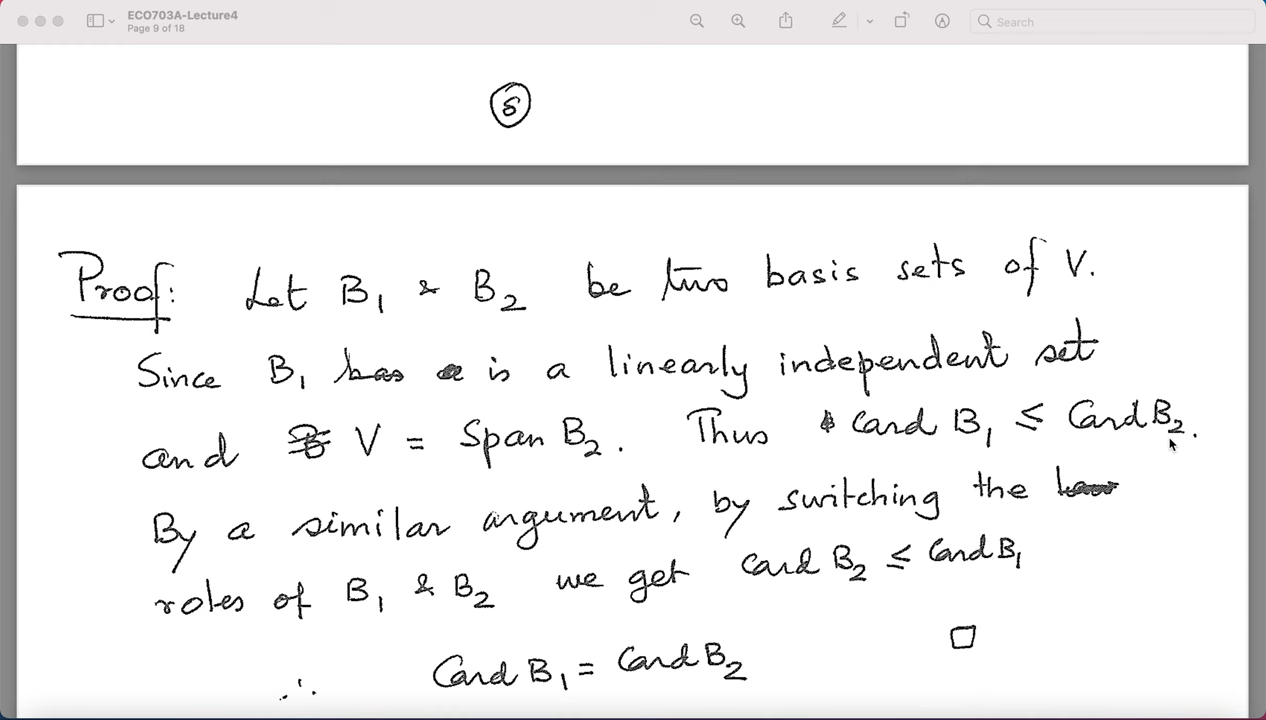 ECO703A-Lecture4
Page 9 of 18
Search
8
Proof: Let B₁ & B₂ be two basis sets of V.
Since B₁ is a linearly independent set
and V = Span B₂. Thus Card B₁ ≤ Card B₂.
By a similar argument, by switching the
roles of B₁ & B₂ we get Card B₂ ≤ Card B₁
∴ Card B₁ = Card B₂ □